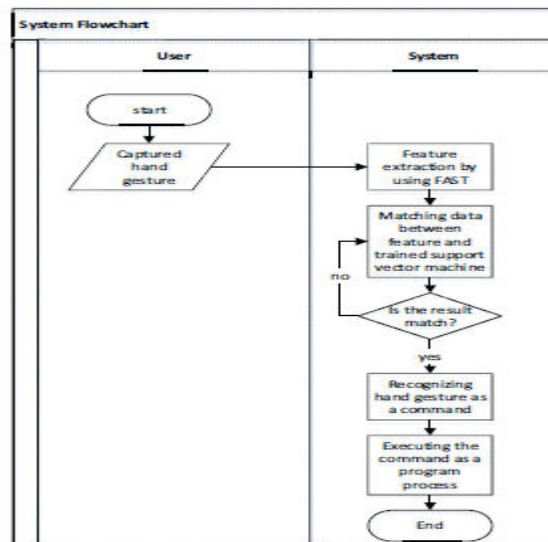 System Flowchart
User
System
start
Captured
hand
gesture
Feature
extraction by
using FAST
Matching data
between
feature and
trained support
vector machine
no
Is the result
match?
yes
Recognizing
hand gesture as
a command
Executing the
command as a
program
process
End